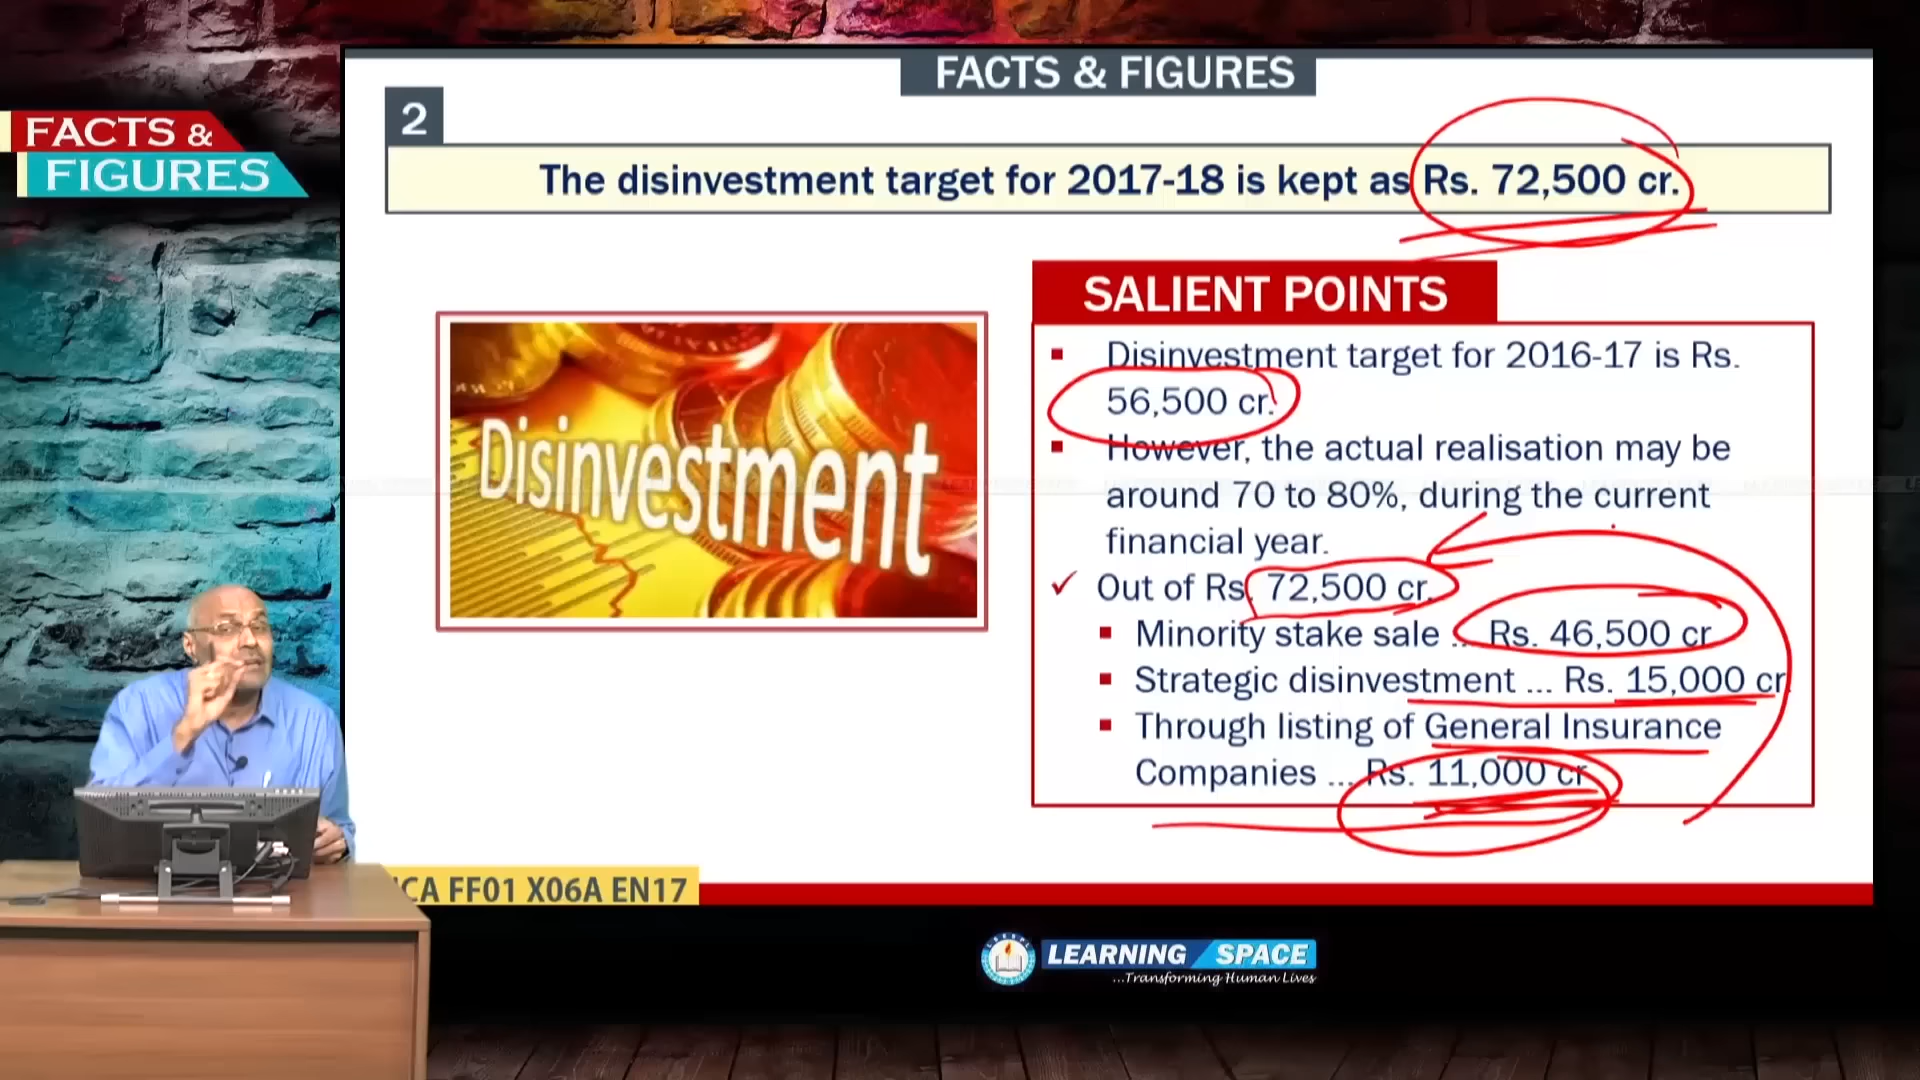 FACTS & FIGURES
2
FACTS &
FIGURES
The disinvestment target for 2017-18 is kept as Rs. 72,500 cr.
SALIENT POINTS
▪ Disinvestment target for 2016-17 is Rs.
56,500 cr.
▪ However, the actual realisation may be
around 70 to 80%, during the current
financial year.
✓ Out of Rs. 72,500 cr.
▪ Minority stake sale ... Rs. 46,500 cr
▪ Strategic disinvestment ... Rs. 15,000 cr
▪ Through listing of General Insurance
Companies ... Rs. 11,000 cr
Disinvestment
CA FF01 X06A EN17
LEARNING SPACE
...Transforming Human Lives